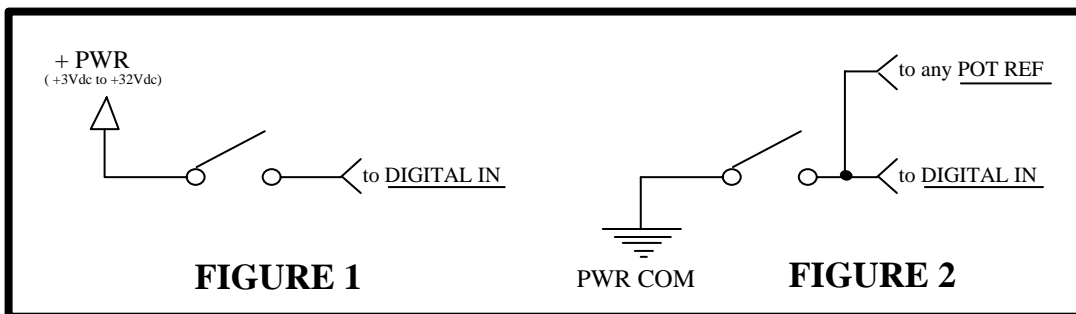 + PWR
( +3Vdc to +32Vdc)
to DIGITAL IN
FIGURE 1
to any POT REF
to DIGITAL IN
PWR COM
FIGURE 2